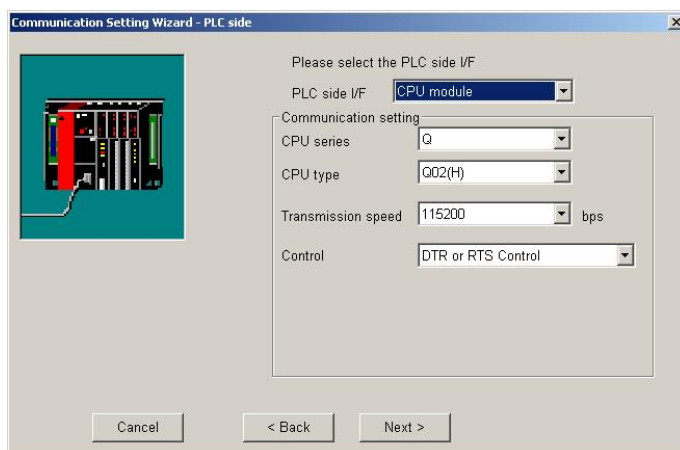 Communication Setting Wizard - PLC side
Please select the PLC side I/F
PLC side I/F CPU module
Communication setting
CPU series Q
CPU type Q02(H)
Transmission speed 115200 bps
Control DTR or RTS Control
Cancel < Back Next >